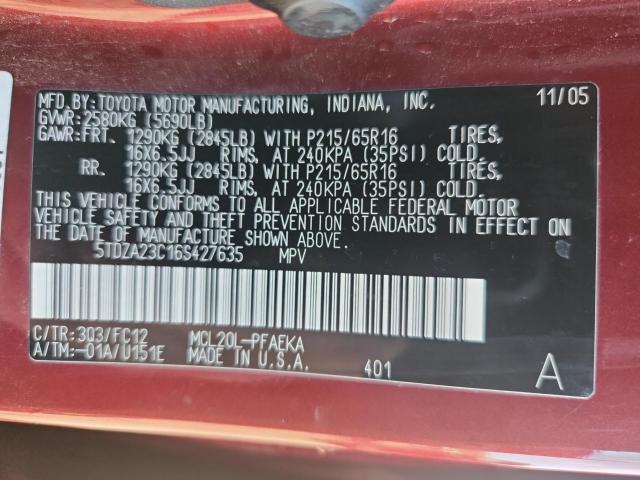 MFD.BY:TOYOTA MOTOR MANUFACTURING, INDIANA, INC. 11/05
GVWR: 2580KG (5690LB)
GAWR:FRT. 1290KG (2845LB) WITH P215/65R16 TIRES,
16X6.5JJ RIMS, AT 240KPA (35PSI) COLD.
RR. 1290KG (2845LB) WITH P215/65R16 TIRES,
16X6.5JJ RIMS, AT 240KPA (35PSI) COLD.
THIS VEHICLE CONFORMS TO ALL APPLICABLE FEDERAL MOTOR
VEHICLE SAFETY AND THEFT PREVENTION STANDARDS IN EFFECT ON
THE DATE OF MANUFACTURE SHOWN ABOVE.
5TDZA23C16S427635 MPV
C/TR: 3Q3/FC12 MCL20L-PFAEKA
A/TM:-01A/U151E MADE IN U.S.A. 401 A